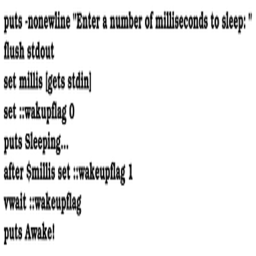 puts -nonewline "Enter a number of milliseconds to sleep: "
flush stdout
set millis [gets stdin]
set ::wakupflag 0
puts Sleeping...
after $millis set ::wakeupflag 1
vwait ::wakeupflag
puts Awake!